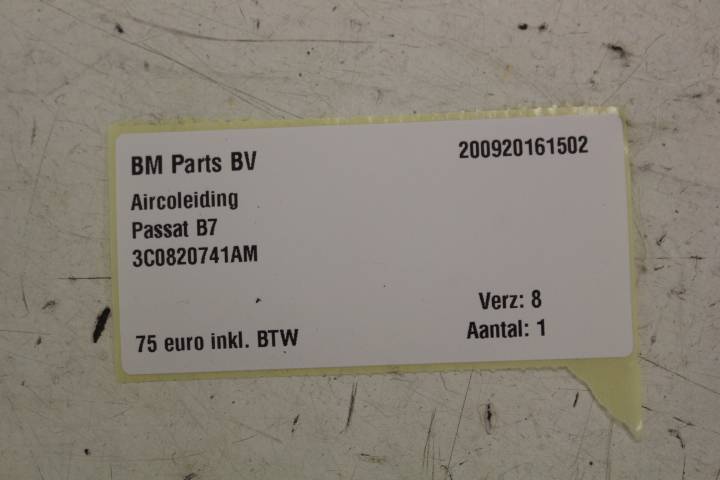 BM Parts BV
200920161502
Aircoleiding
Passat B7
3C0820741AM
Verz: 8
75 euro inkl. BTW
Aantal: 1